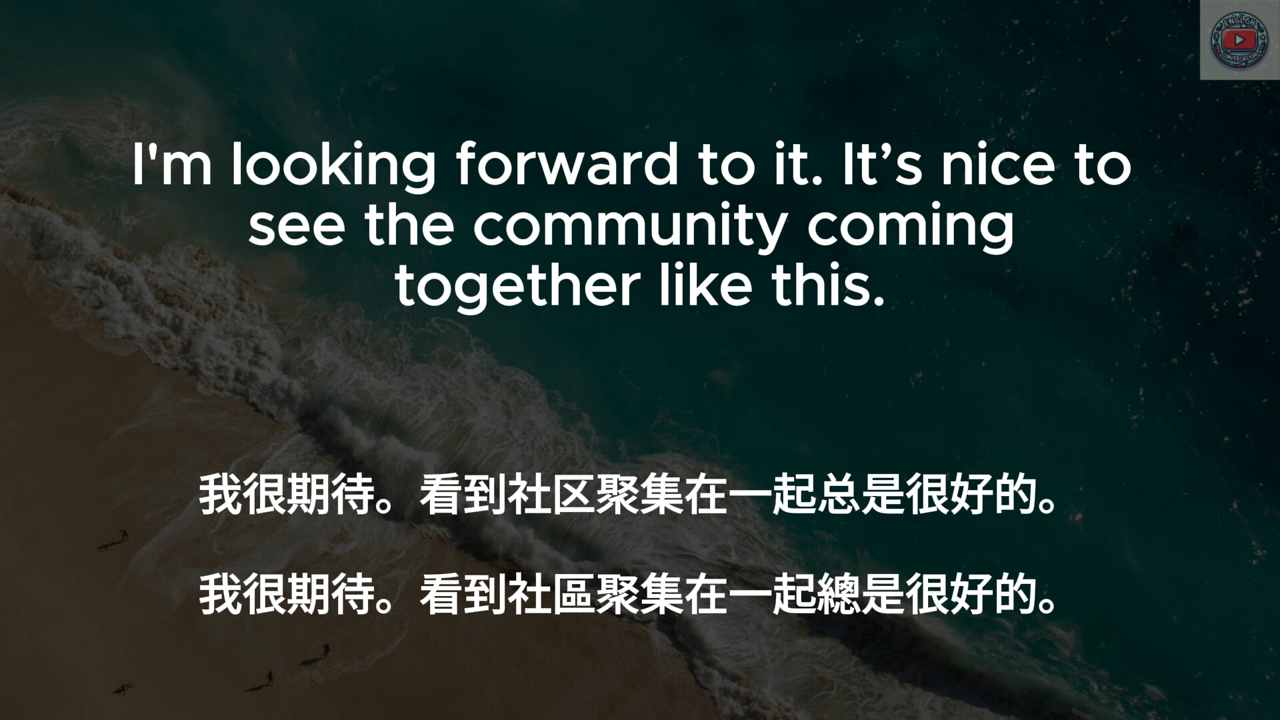 I'm looking forward to it. It’s nice to
see the community coming
together like this.
我很期待。看到社区聚集在一起总是很好的。
我很期待。看到社區聚集在一起總是很好的。
ENGLISH